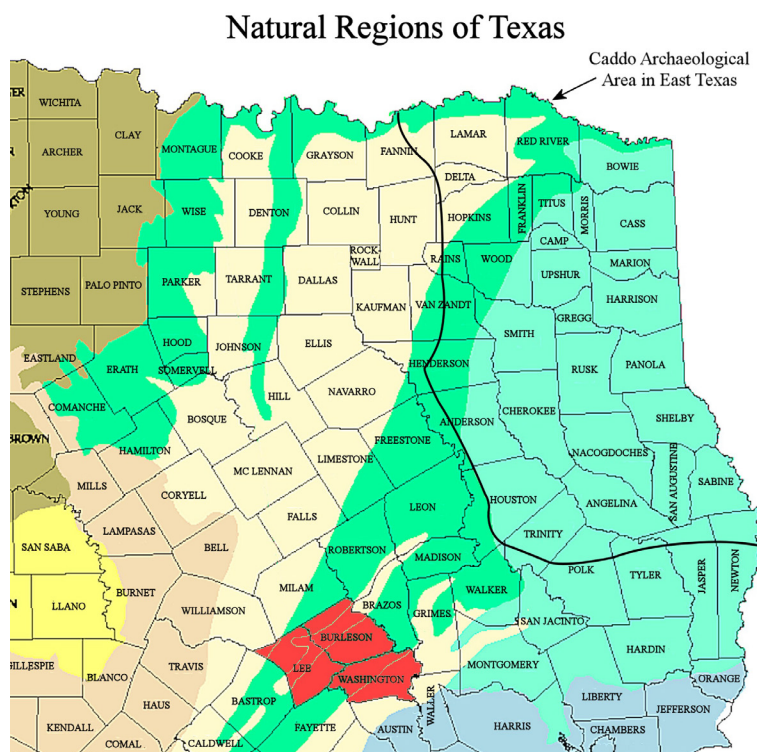 Natural Regions of Texas
Caddo Archaeological
Area in East Texas
WICHITA
CLAY
MONTAGUE
COOKE
GRAYSON
FANNIN
LAMAR
RED RIVER
BOWIE
ARCHER
DELTA
YOUNG
JACK
WISE
DENTON
COLLIN
HUNT
HOPKINS
FRANKLIN
TITUS
MORRIS
CASS
ROCK-
WALL
RAINS
WOOD
CAMP
MARION
UPSHUR
STEPHENS
PALO PINTO
PARKER
TARRANT
DALLAS
KAUFMAN
VAN ZANDT
HARRISON
GREGG
SMITH
EASTLAND
HOOD
JOHNSON
ELLIS
HENDERSON
RUSK
PANOLA
ERATH
SOMERVELL
COMANCHE
BOSQUE
HILL
NAVARRO
ANDERSON
CHEROKEE
SHELBY
BROWN
HAMILTON
FREESTONE
NACOGDOCHES
SAN AUGUSTINE
SABINE
MILLS
MC LENNAN
LIMESTONE
CORYELL
LEON
HOUSTON
ANGELINA
LAMPASAS
FALLS
TRINITY
SAN SABA
BELL
ROBERTSON
MADISON
POLK
TYLER
JASPER
NEWTON
BURNET
MILAM
WALKER
LLANO
WILLIAMSON
BRAZOS
GRIMES
SAN JACINTO
BURLESON
HARDIN
GILLESPIE
BLANCO
TRAVIS
LEE
WASHINGTON
MONTGOMERY
ORANGE
HAUS
BASTROP
LIBERTY
JEFFERSON
KENDALL
COMAL
CALDWELL
FAYETTE
AUSTIN
WALLER
HARRIS
CHAMBERS